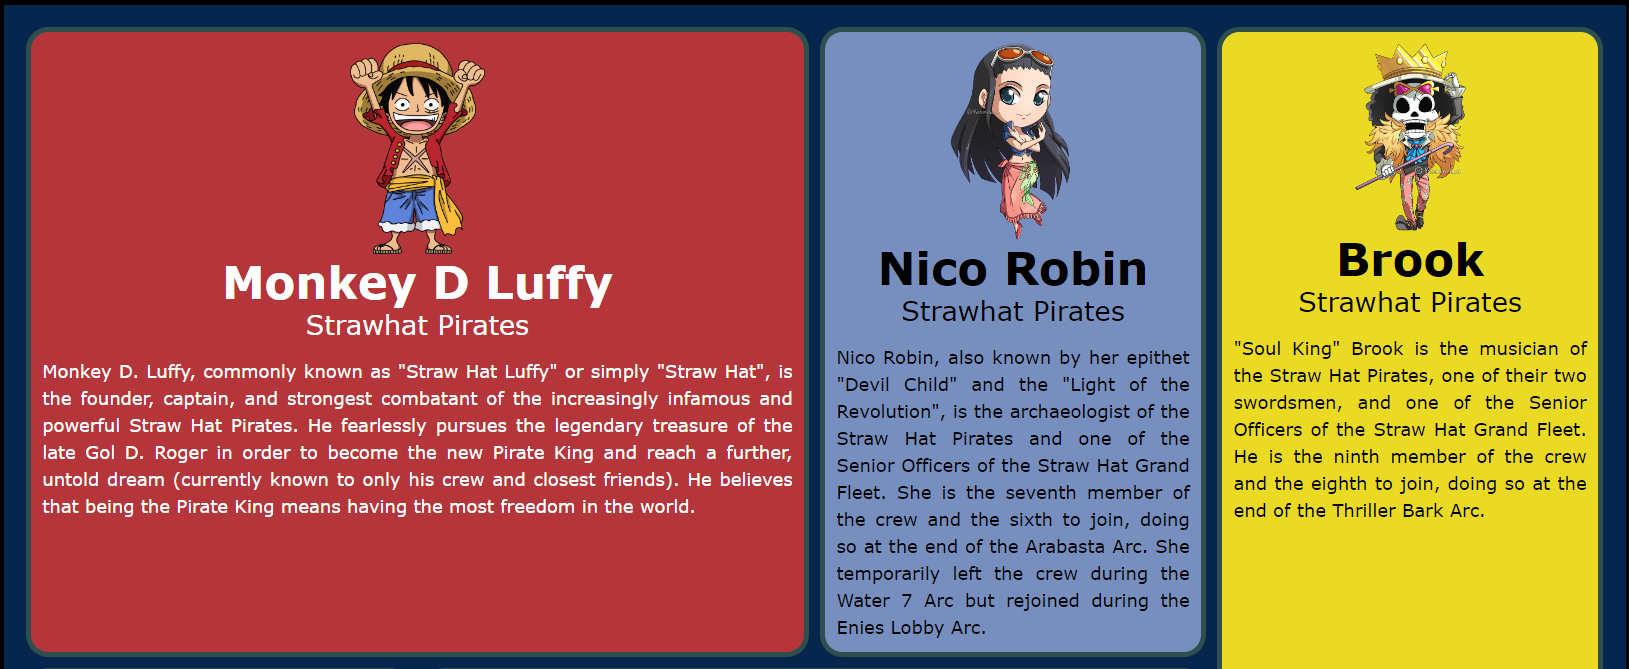 Monkey D Luffy
Strawhat Pirates
Monkey D. Luffy, commonly known as "Straw Hat Luffy" or simply "Straw Hat", is
the founder, captain, and strongest combatant of the increasingly infamous and
powerful Straw Hat Pirates. He fearlessly pursues the legendary treasure of the
late Gol D. Roger in order to become the new Pirate King and reach a further,
untold dream (currently known to only his crew and closest friends). He believes
that being the Pirate King means having the most freedom in the world.
Nico Robin
Strawhat Pirates
Nico Robin, also known by her epithet
"Devil Child" and the "Light of the
Revolution", is the archaeologist of the
Straw Hat Pirates and one of the
Senior Officers of the Straw Hat Grand
Fleet. She is the seventh member of
the crew and the sixth to join, doing
so at the end of the Arabasta Arc. She
temporarily left the crew during the
Water 7 Arc but rejoined during the
Enies Lobby Arc.
Brook
Strawhat Pirates
"Soul King" Brook is the musician of
the Straw Hat Pirates, one of their two
swordsmen, and one of the Senior
Officers of the Straw Hat Grand Fleet.
He is the ninth member of the crew
and the eighth to join, doing so at the
end of the Thriller Bark Arc.